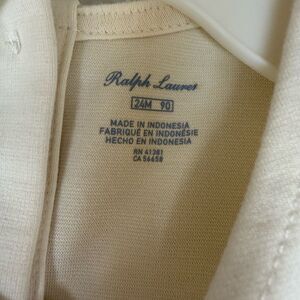 Ralph Lauren
24M 90
MADE IN INDONESIA
FABRIQUÉ EN INDONÉSIE
HECHO EN INDONESIA
RN 41381
CA 56658